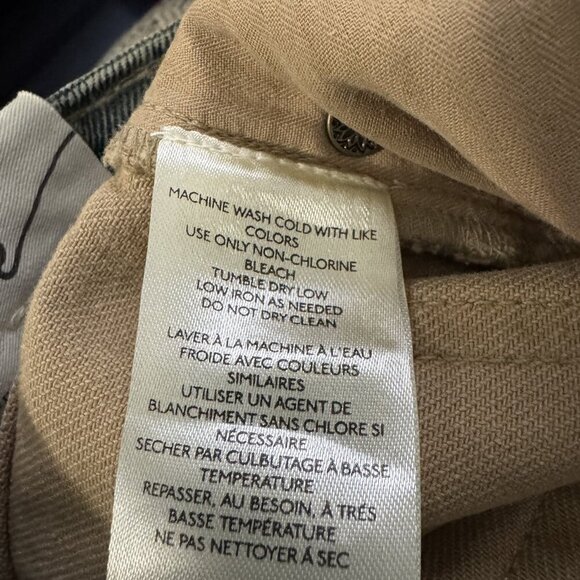 MACHINE WASH COLD WITH LIKE
COLORS
USE ONLY NON-CHLORINE
BLEACH
TUMBLE DRY LOW
LOW IRON AS NEEDED
DO NOT DRY CLEAN
LAVER À LA MACHINE À L'EAU
FROIDE AVEC COULEURS
SIMILAIRES
UTILISER UN AGENT DE
BLANCHIMENT SANS CHLORE SI
NÉCESSAIRE
SECHER PAR CULBUTAGE À BASSE
TEMPERATURE
REPASSER, AU BESOIN, À TRÉS
BASSE TEMPÉRATURE
NE PAS NETTOYER À SEC